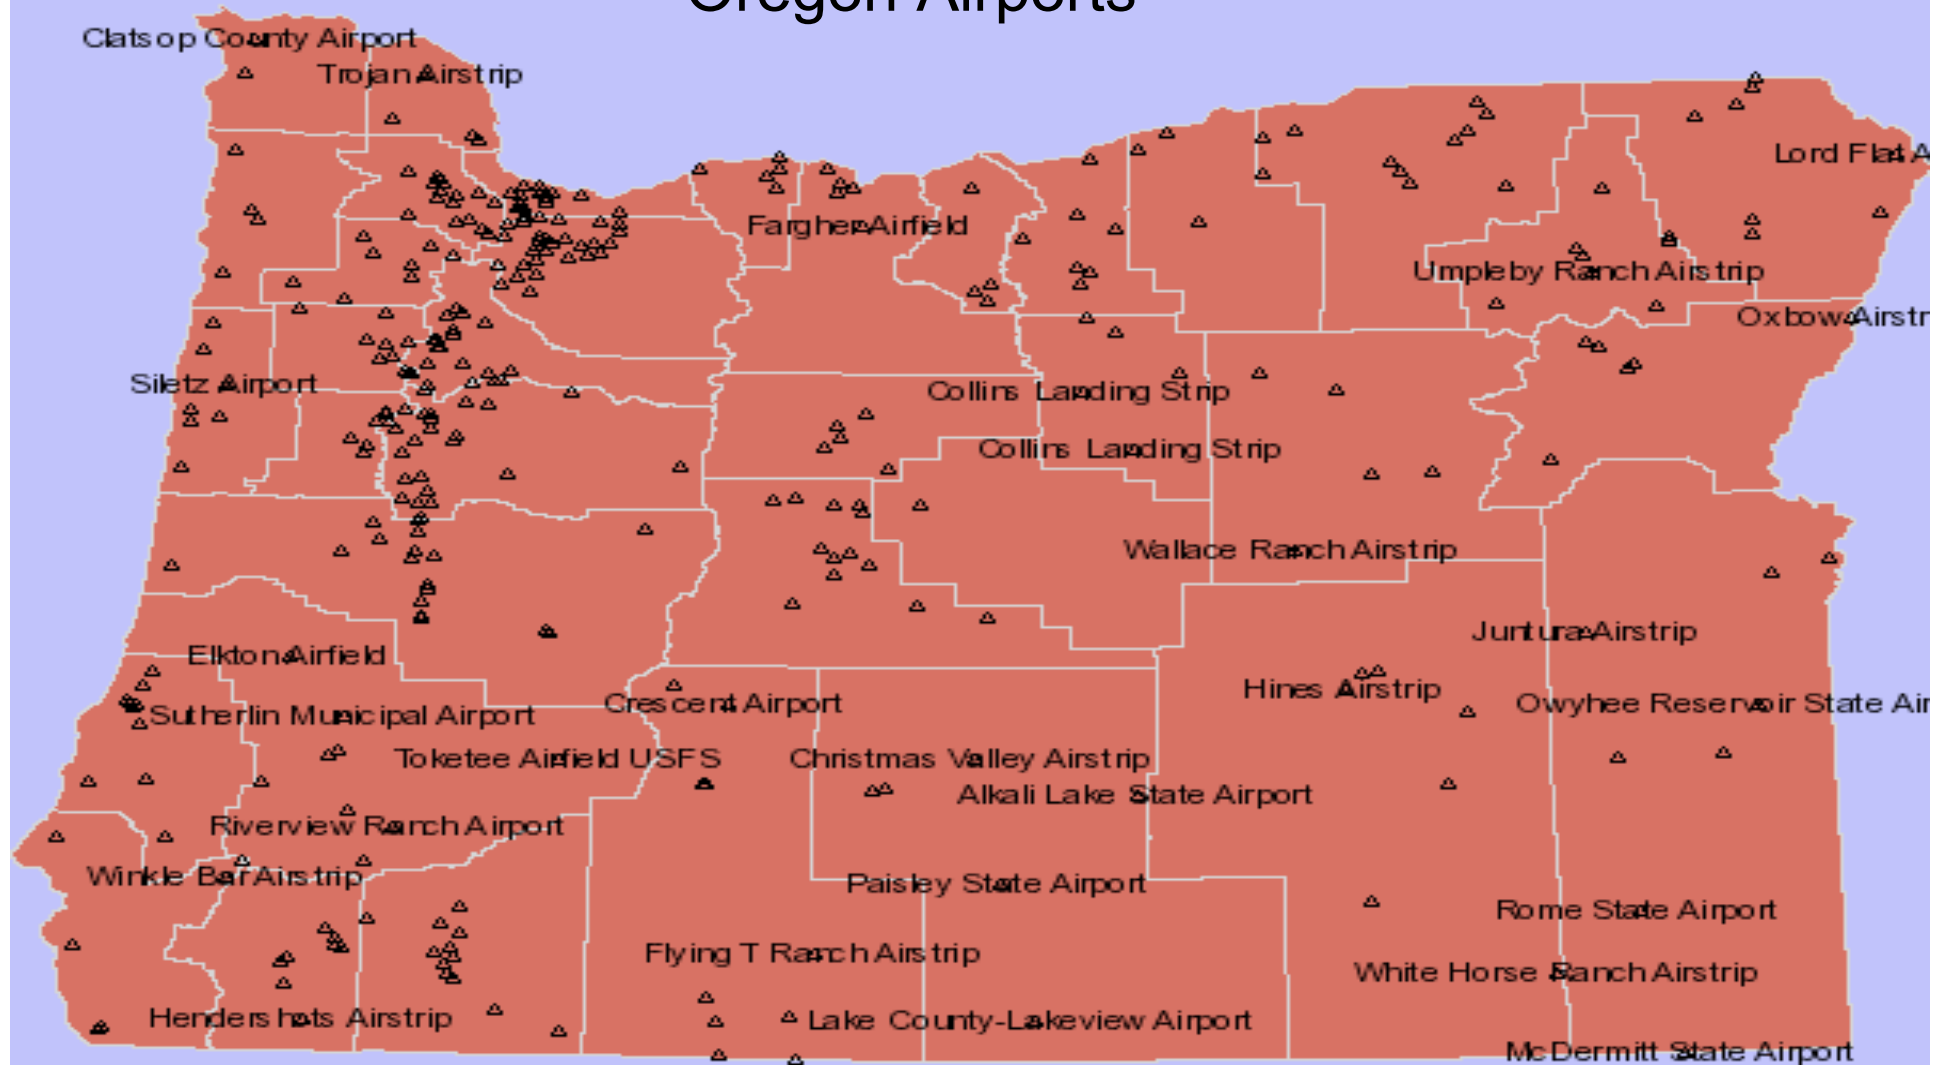 Oregon Airports
Clatsop County Airport
Trojan Airstrip
Lord Flat A
Fargher Airfield
Umpleby Ranch Airstrip
Oxbow Airstr
Siletz Airport
Collins Landing Strip
Collins Landing Strip
Wallace Ranch Airstrip
Juntura Airstrip
Elkton Airfield
Hines Airstrip
Crescent Airport
Owyhee Reservoir State Air
Sutherlin Municipal Airport
Toketee Airfield USFS
Christmas Valley Airstrip
Alkali Lake State Airport
Riverview Ranch Airport
Winkle Bar Airstrip
Paisley State Airport
Rome State Airport
Flying T Ranch Airstrip
White Horse Ranch Airstrip
Hendershots Airstrip
Lake County-Lakeview Airport
McDermitt State Airport